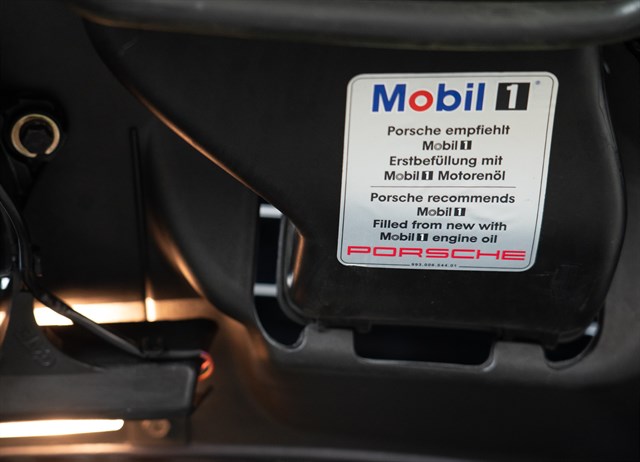 Mobil 1
Porsche empfiehlt
Mobil 1
Erstbefüllung mit
Mobil 1 Motorenöl
Porsche recommends
Mobil 1
Filled from new with
Mobil 1 engine oil
PORSCHE